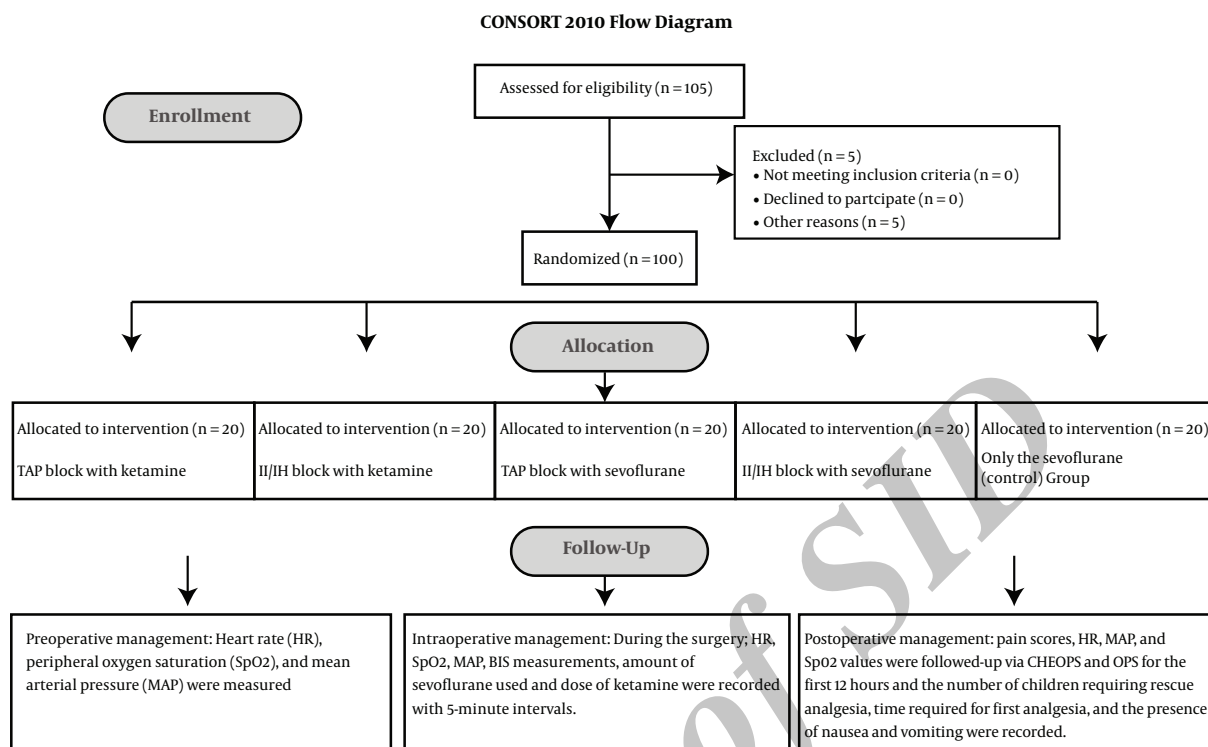 CONSORT 2010 Flow Diagram
Assessed for eligibility (n = 105)
Enrollment
Excluded (n = 5)
• Not meeting inclusion criteria (n = 0)
• Declined to partcipate (n = 0)
• Other reasons (n = 5)
Randomized (n = 100)
Allocation
Allocated to intervention (n = 20)
TAP block with ketamine
Allocated to intervention (n = 20)
II/IH block with ketamine
Allocated to intervention (n = 20)
TAP block with sevoflurane
Allocated to intervention (n = 20)
II/IH block with sevoflurane
Allocated to intervention (n = 20)
Only the sevoflurane
(control) Group
Follow-Up
Preoperative management: Heart rate (HR),
peripheral oxygen saturation (SpO2), and mean
arterial pressure (MAP) were measured
Intraoperative management: During the surgery; HR,
SpO2, MAP, BIS measurements, amount of
sevoflurane used and dose of ketamine were recorded
with 5-minute intervals.
Postoperative management: pain scores, HR, MAP, and
SpO2 values were followed-up via CHEOPS and OPS for the
first 12 hours and the number of children requiring rescue
analgesia, time required for first analgesia, and the presence
of nausea and vomiting were recorded.
of SID